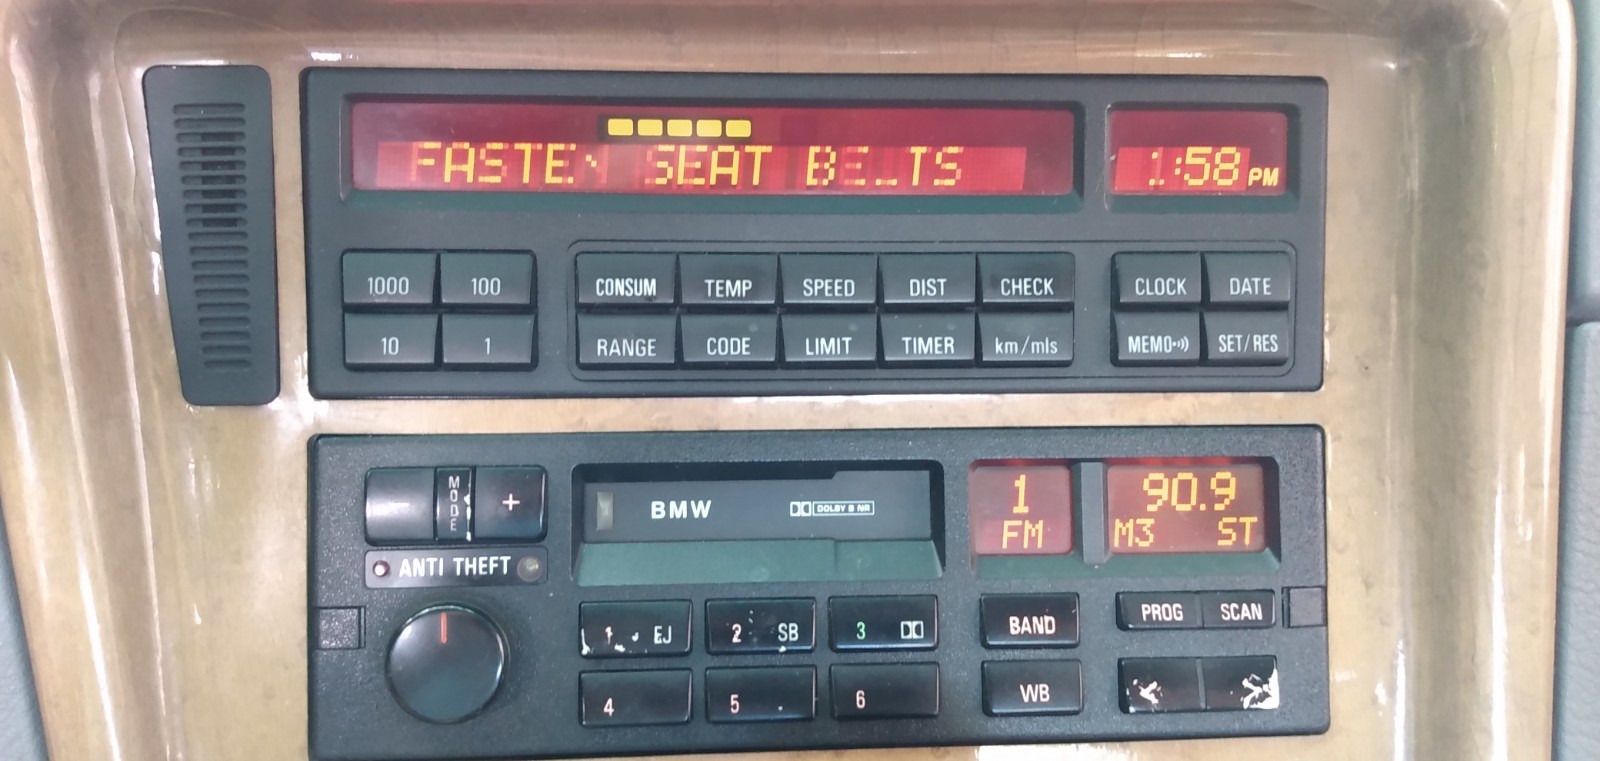 FASTEN SEAT BELTS
1:58 PM
1000 100 CONSUM TEMP SPEED DIST CHECK CLOCK DATE
10 1 RANGE CODE LIMIT TIMER km/mls MEMO SET/RES
MODE +
BMW DOLBY B NR
1 90.9
FM M3 ST
ANTI THEFT
1 EJ 2 SB 3 BAND PROG SCAN
4 5 6 WB